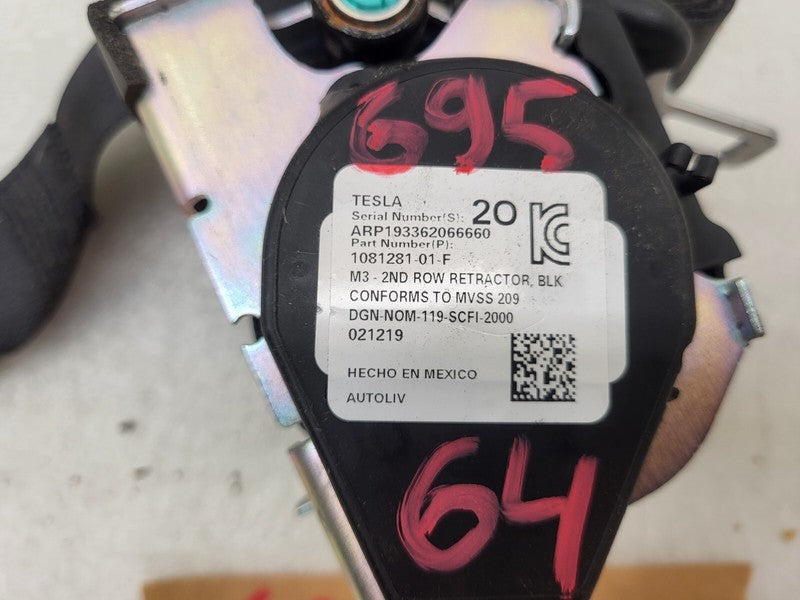 695
TESLA
Serial Number(S): 20
ARP193362066660
Part Number(P):
1081281-01-F
M3 - 2ND ROW RETRACTOR, BLK
CONFORMS TO MVSS 209
DGN-NOM-119-SCFI-2000
021219
HECHO EN MEXICO
AUTOLIV
64